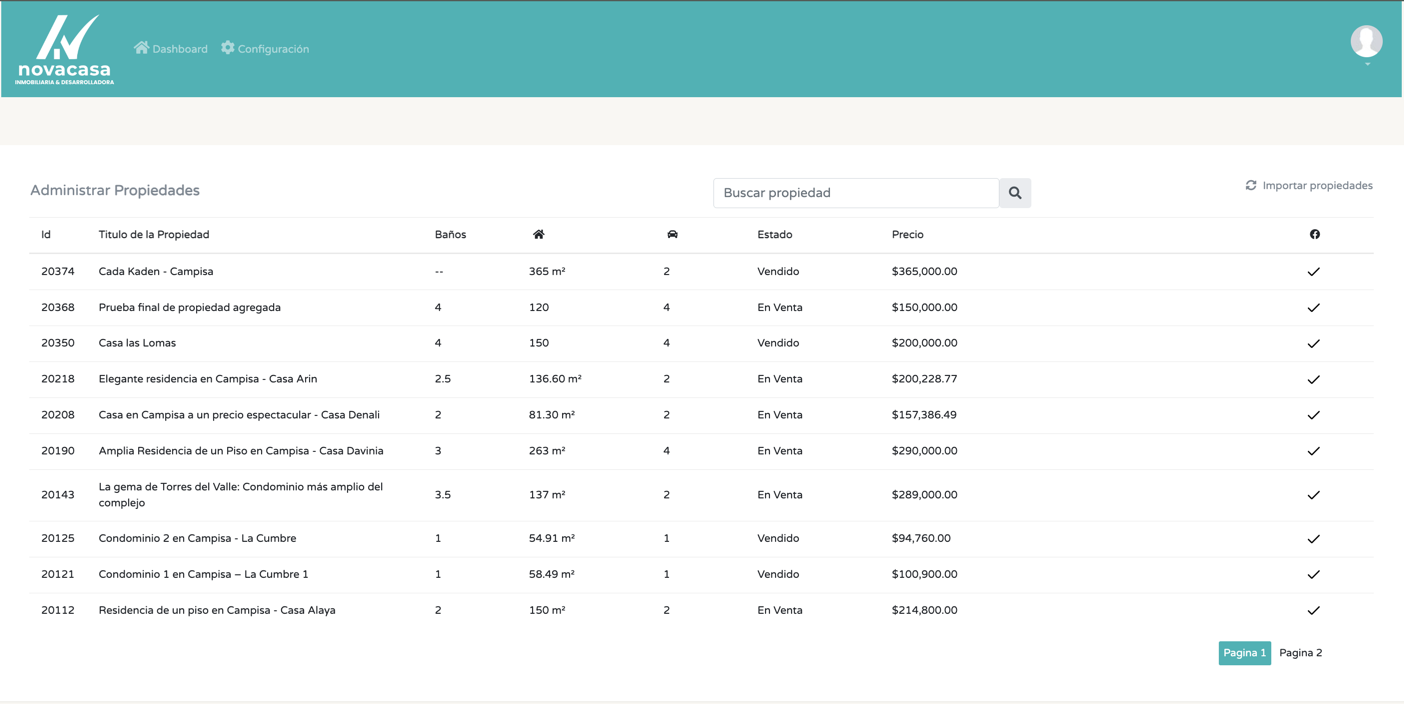 novacasa
INMOBILIARIA & DESARROLLADORA
Dashboard Configuración
Administrar Propiedades
Buscar propiedad
Importar propiedades
Id Titulo de la Propiedad Baños Estado Precio
20374 Cada Kaden - Campisa -- 365 m² 2 Vendido $365,000.00
20368 Prueba final de propiedad agregada 4 120 4 En Venta $150,000.00
20350 Casa las Lomas 4 150 4 Vendido $200,000.00
20218 Elegante residencia en Campisa - Casa Arin 2.5 136.60 m² 2 En Venta $200,228.77
20208 Casa en Campisa a un precio espectacular - Casa Denali 2 81.30 m² 2 En Venta $157,386.49
20190 Amplia Residencia de un Piso en Campisa - Casa Davinia 3 263 m² 4 En Venta $290,000.00
20143 La gema de Torres del Valle: Condominio más amplio del
complejo 3.5 137 m² 2 En Venta $289,000.00
20125 Condominio 2 en Campisa - La Cumbre 1 54.91 m² 1 Vendido $94,760.00
20121 Condominio 1 en Campisa – La Cumbre 1 1 58.49 m² 1 Vendido $100,900.00
20112 Residencia de un piso en Campisa - Casa Alaya 2 150 m² 2 En Venta $214,800.00
Pagina 1 Pagina 2